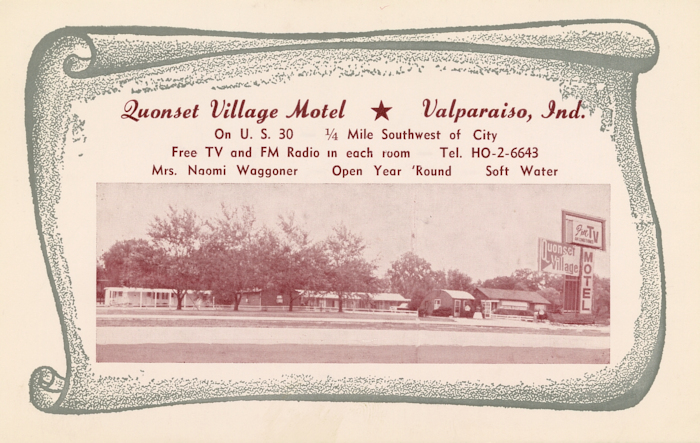 Quonset Village Motel ★ Valparaiso, Ind.
On U. S. 30 ¼ Mile Southwest of City
Free TV and FM Radio in each room Tel. HO-2-6643
Mrs. Naomi Waggoner Open Year 'Round Soft Water
Free TV
Quonset
Village
MOTEL